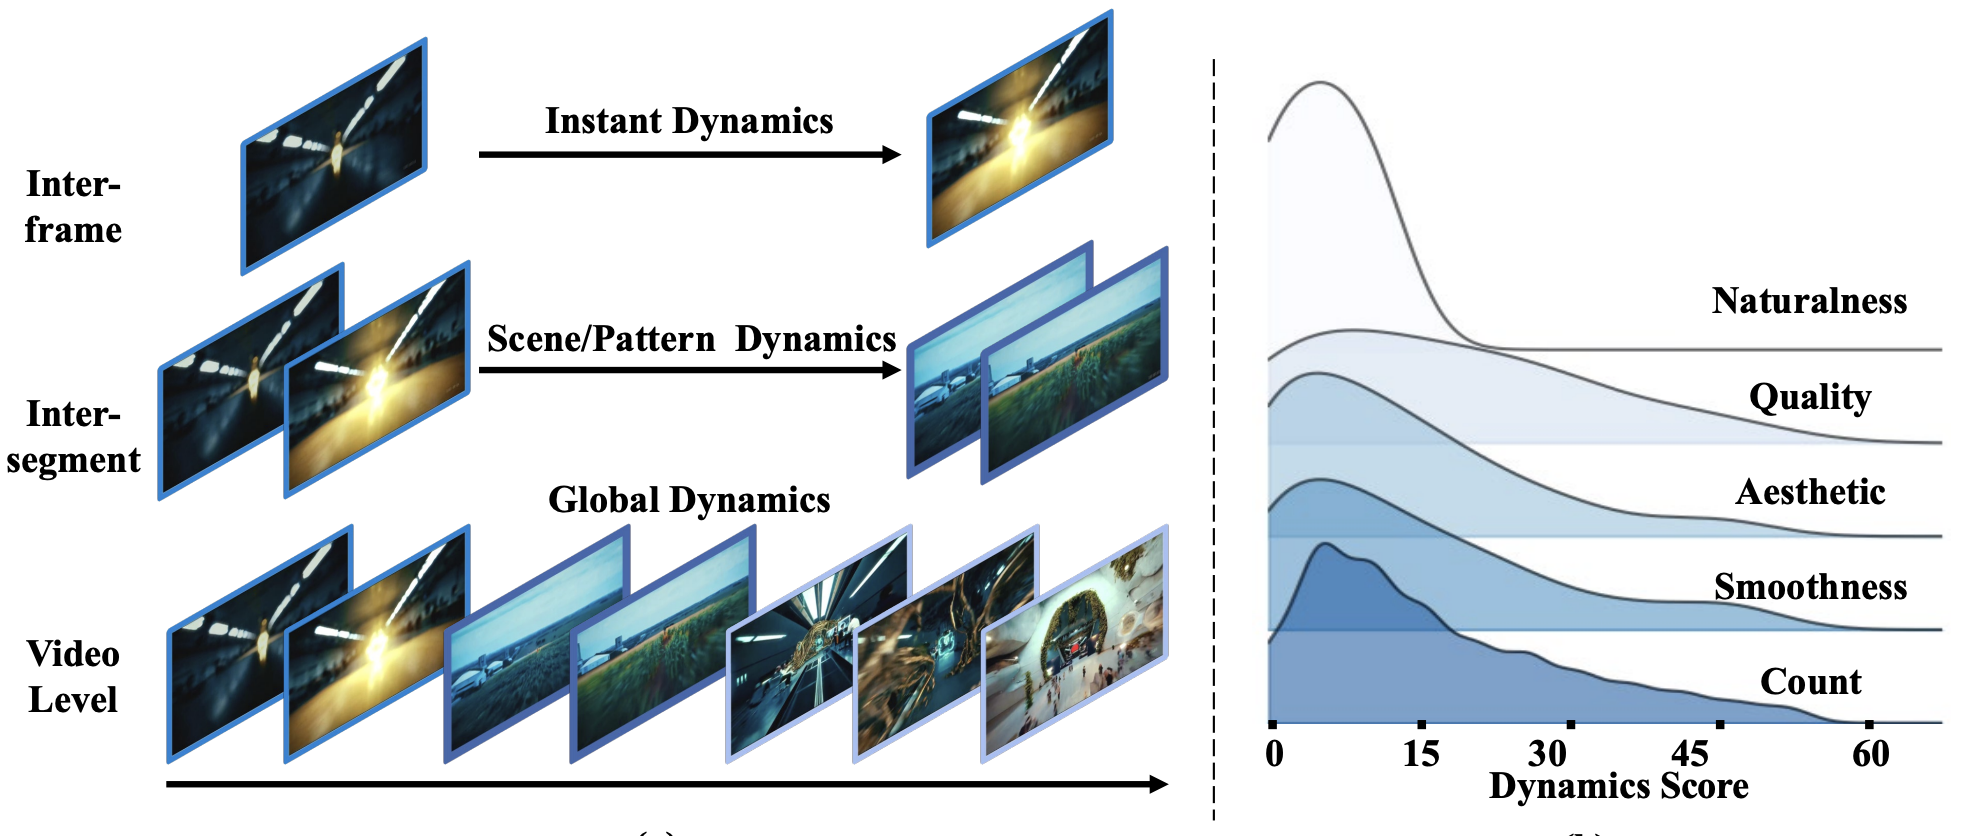 Inter-
frame
Instant Dynamics
Inter-
segment
Scene/Pattern Dynamics
Video
Level
Global Dynamics
Naturalness
Quality
Aesthetic
Smoothness
Count
0 15 30 45 60
Dynamics Score